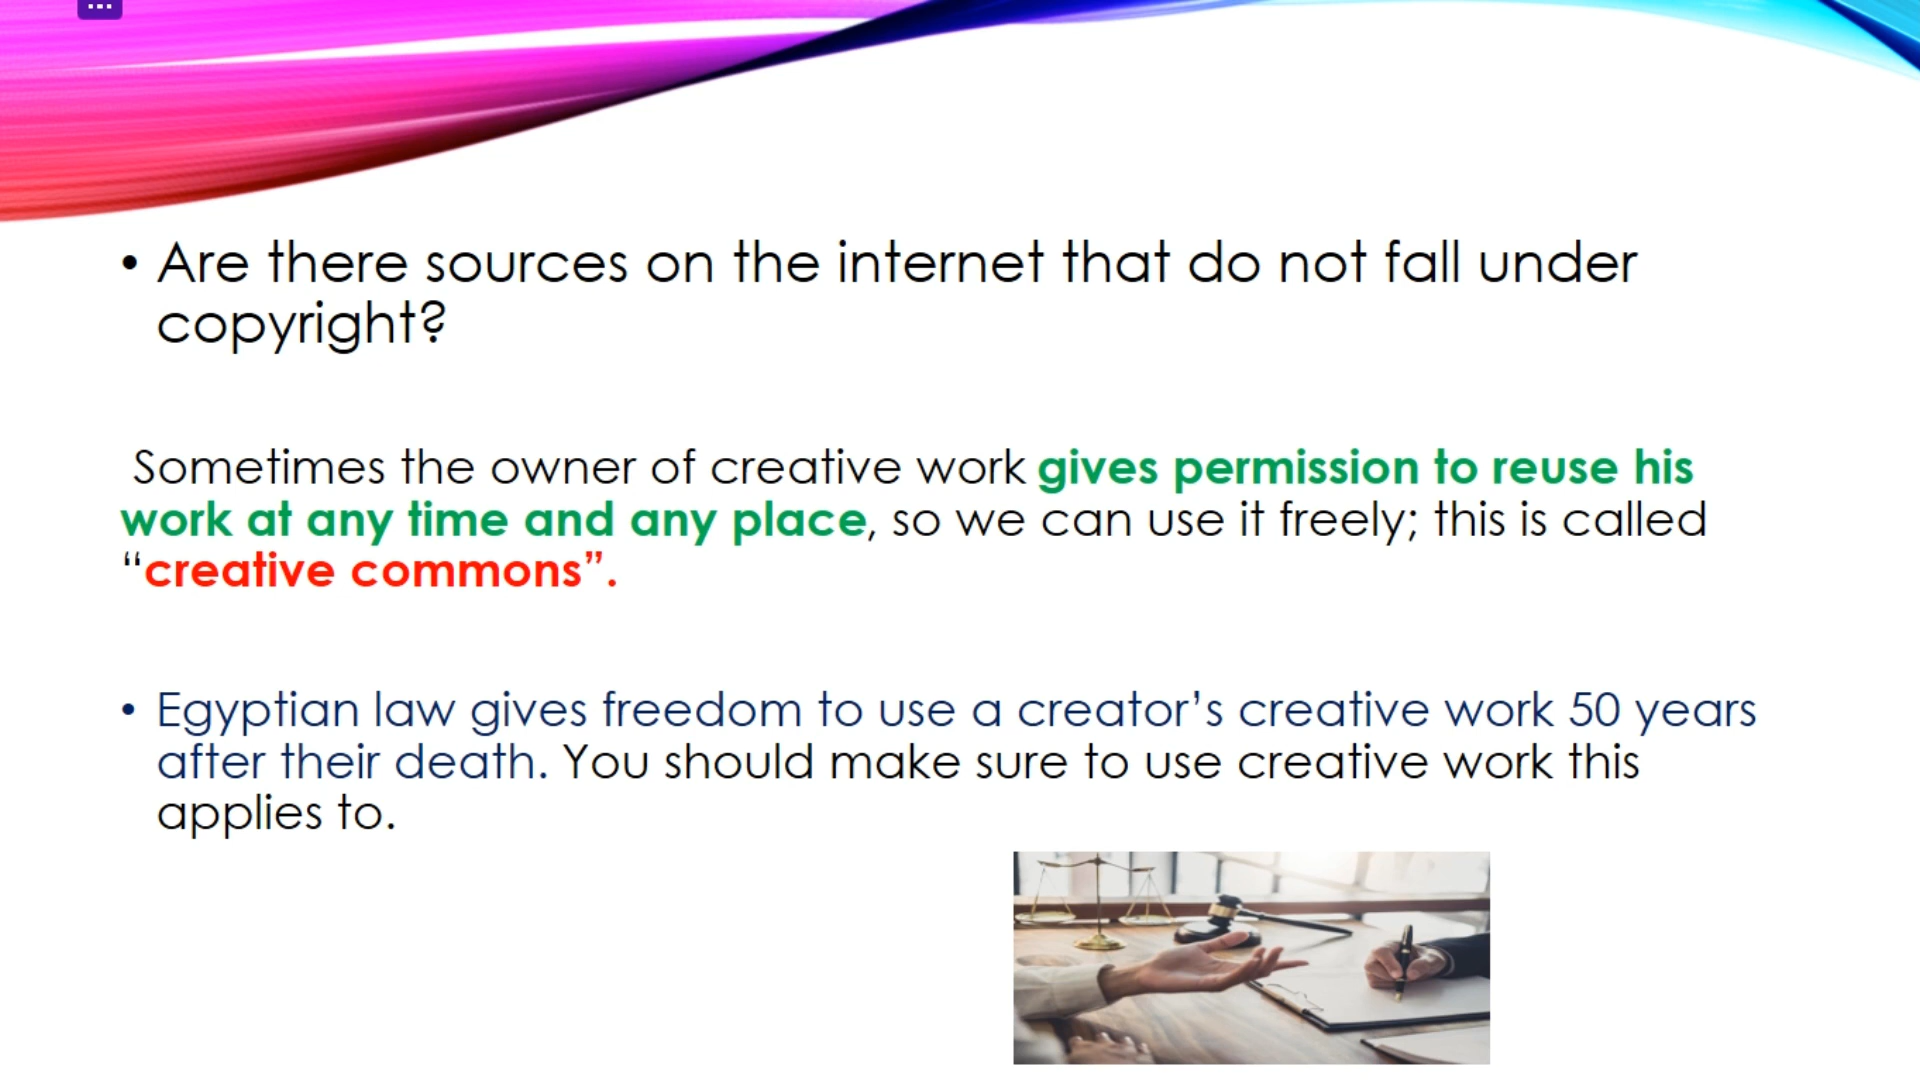 • Are there sources on the internet that do not fall under
copyright?
Sometimes the owner of creative work gives permission to reuse his
work at any time and any place, so we can use it freely; this is called
“creative commons”.
• Egyptian law gives freedom to use a creator’s creative work 50 years
after their death. You should make sure to use creative work this
applies to.